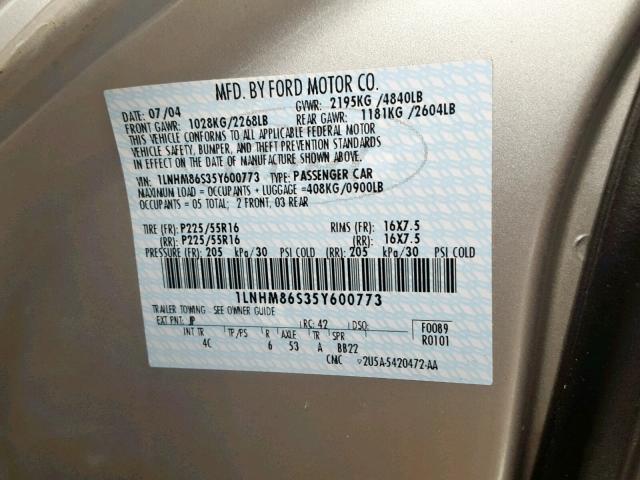 MFD. BY FORD MOTOR CO.
DATE: 07/04 GVWR: 2195KG /4840LB
FRONT GAWR: 1028KG/2268LB REAR GAWR: 1181KG /2604LB
THIS VEHICLE CONFORMS TO ALL APPLICABLE FEDERAL MOTOR
VEHICLE SAFETY, BUMPER, AND THEFT PREVENTION STANDARDS
IN EFFECT ON THE DATE OF MANUFACTURE SHOWN ABOVE.
VIN: 1LNHM86S35Y600773 TYPE: PASSENGER CAR
MAXIMUM LOAD = OCCUPANTS + LUGGAGE = 408KG/0900LB
OCCUPANTS = 05 TOTAL; 2 FRONT, 03 REAR
TIRE (FR): P225/55R16 RIMS (FR): 16X7.5
(RR): P225/55R16 (RR): 16X7.5
PRESSURE (FR): 205 kPa/30 PSI COLD (RR): 205 kPa/30 PSI COLD
1LNHM86S35Y600773
TRAILER TOWING: SEE OWNER GUIDE
EXT PNT: JP RC: 42 DSO: F0089
INT TR TP/PS R AXLE TR SPR R0101
4C 6 53 A BB22
CNC 2U5A-5420472-AA